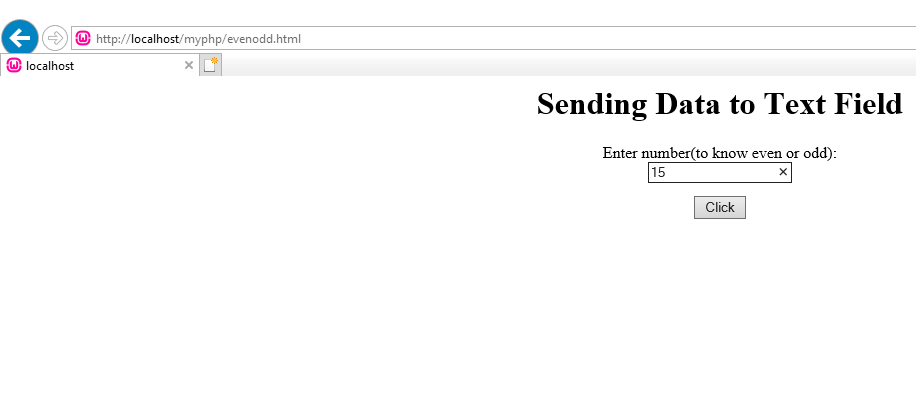 http://localhost/myphp/evenodd.html
localhost
Sending Data to Text Field
Enter number(to know even or odd):
15
Click